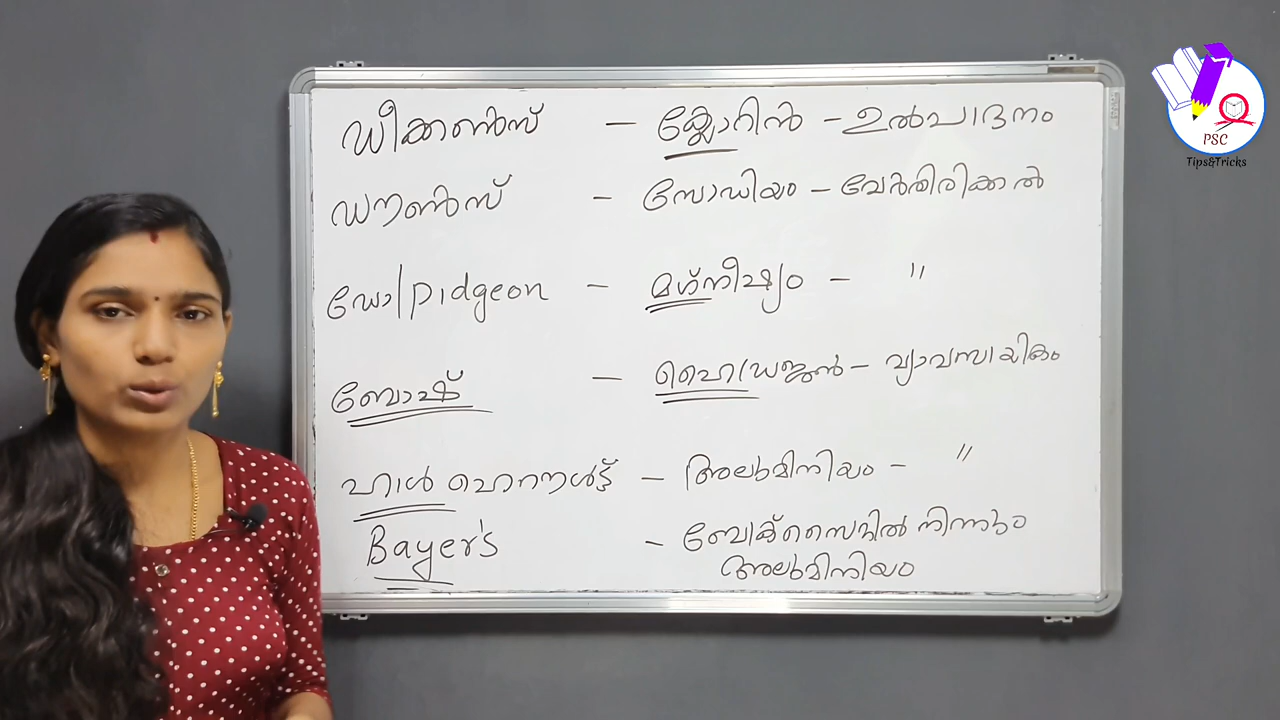 ഡീക്കൺസ് – ക്ലോറിൻ – ഉൽപാദനം
ഡൗൺസ് – സോഡിയം – വേർതിരിക്കൽ
ഡോ/pidgeon – മഗ്നീഷ്യം – "
ബോഷ് – ഹൈഡ്രജൻ – വ്യാവസായികം
ഹാൾ ഹെറൗൾട്ട് – അലുമിനിയം – "
Bayer's – ബോക്സൈറ്റിൽ നിന്നും
അലുമിനിയം
PSC
Tips&Tricks